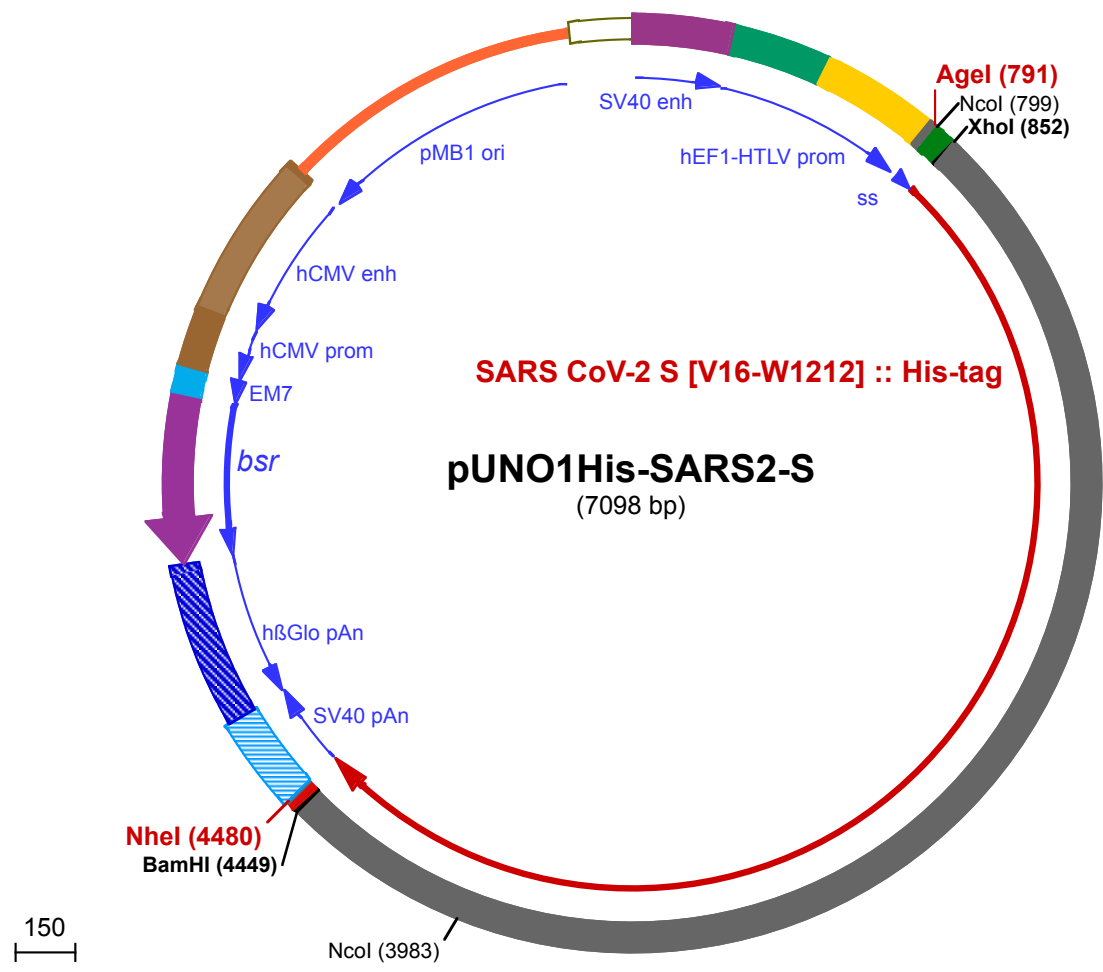 SV40 enh
hEF1-HTLV prom
ss
AgeI (791)
NcoI (799)
XhoI (852)
pMB1 ori
hCMV enh
hCMV prom
EM7
bsr
hßGlo pAn
SV40 pAn
SARS CoV-2 S [V16-W1212] :: His-tag
pUNO1His-SARS2-S
(7098 bp)
NheI (4480)
BamHI (4449)
NcoI (3983)
150